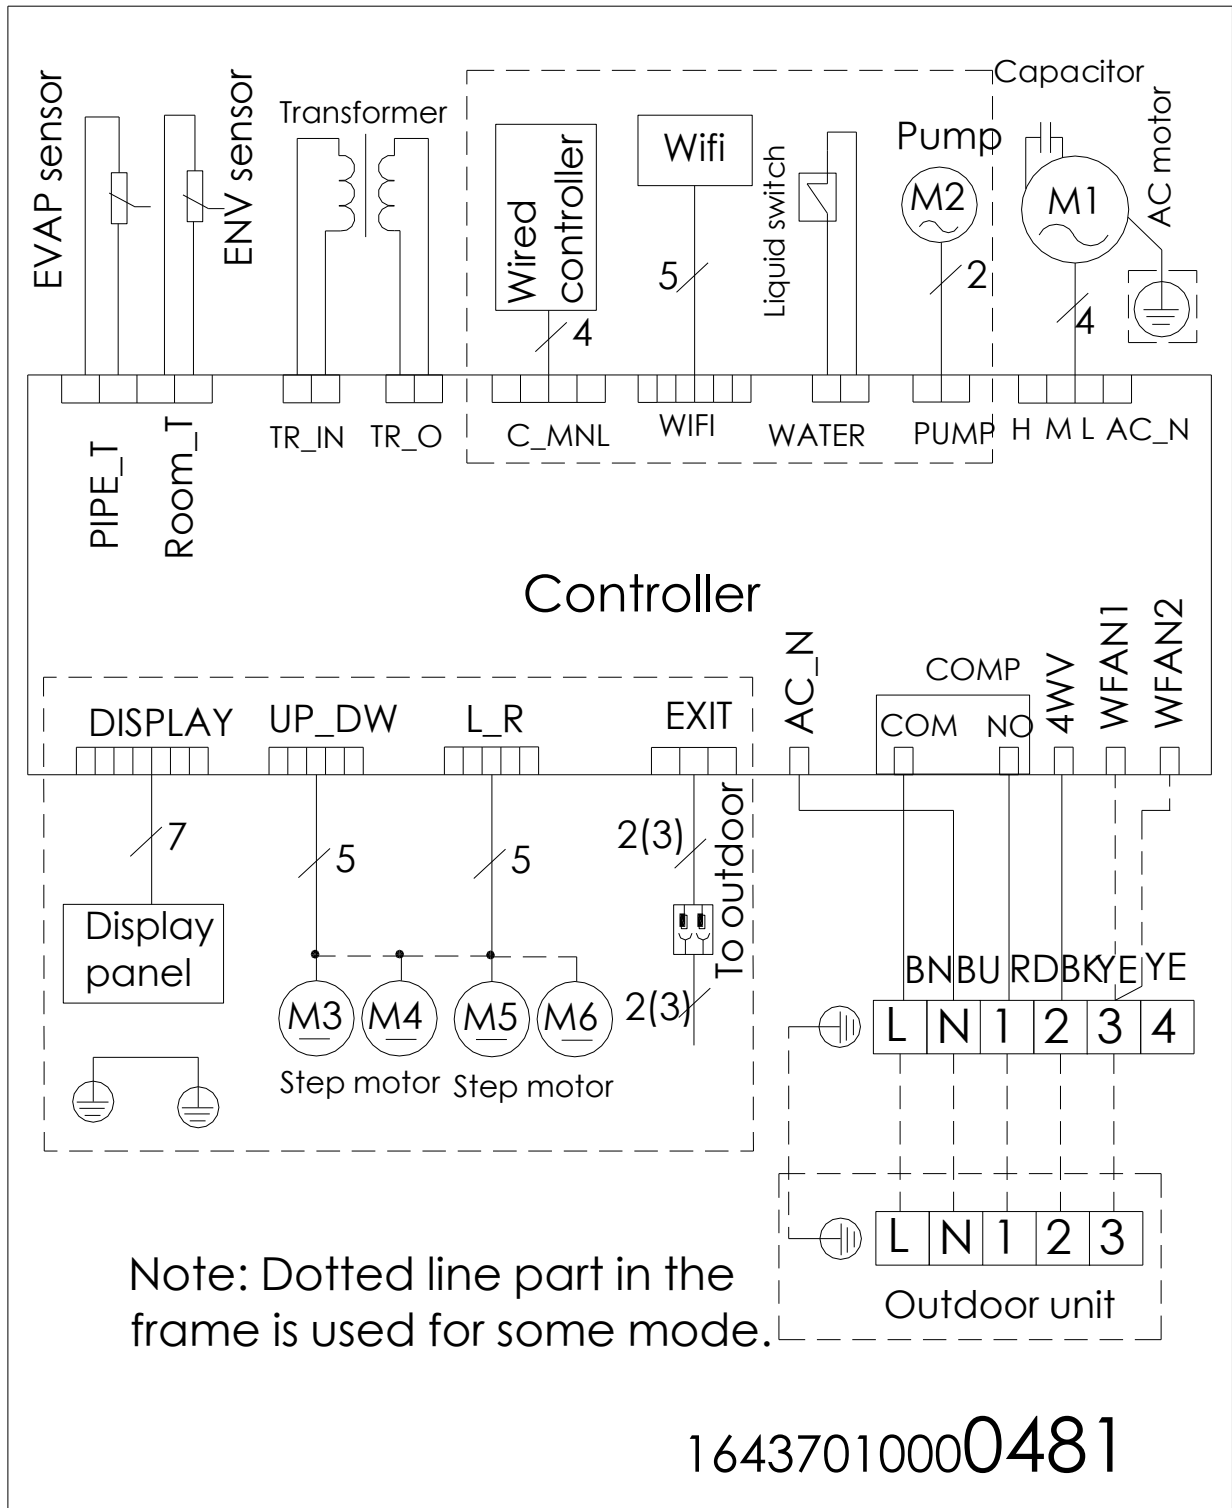 EVAP sensor
ENV sensor
Transformer
Wired
controller
4
Wifi
5
Liquid switch
Pump
M2
2
Capacitor
M1
AC motor
4
PIPE_T
Room_T
TR_IN
TR_O
C_MNL
WIFI
WATER
PUMP
H M L AC_N
Controller
DISPLAY
UP_DW
L_R
EXIT
AC_N
COMP
COM
NO
4WV
WFAN1
WFAN2
7
5
5
2(3)
To outdoor
2(3)
Display
panel
M3
M4
M5
M6
Step motor
Step motor
BN BU RD BK YE YE
L N 1 2 3 4
L N 1 2 3
Outdoor unit
Note: Dotted line part in the
frame is used for some mode.
16437010000481